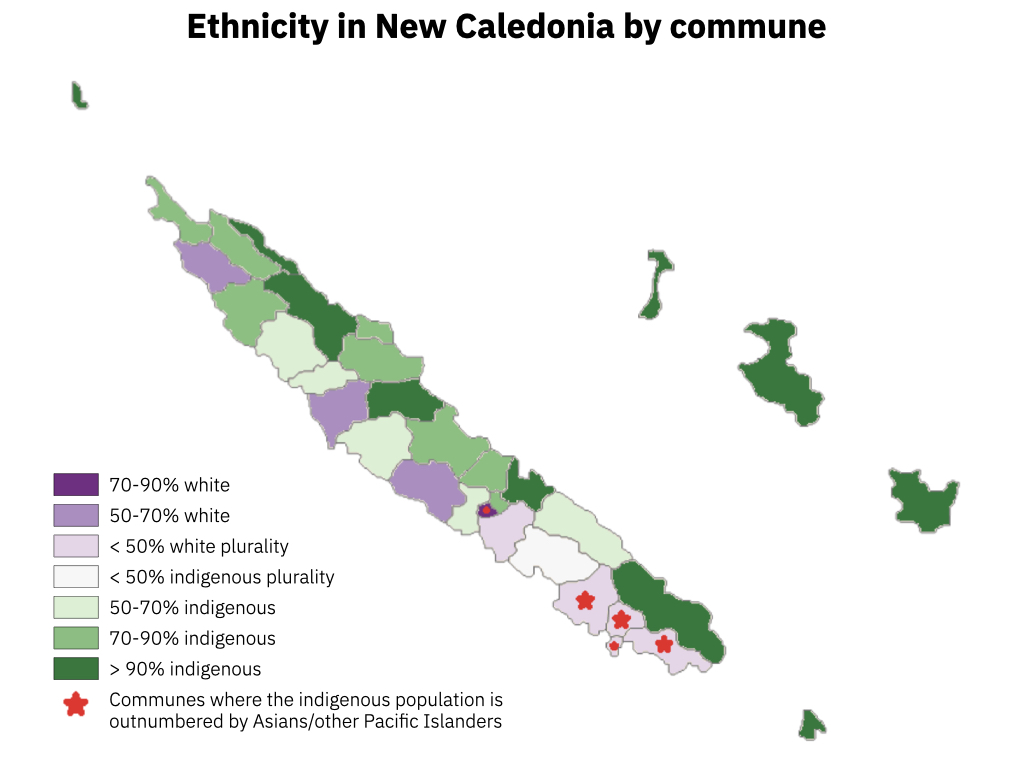 Ethnicity in New Caledonia by commune
70-90% white
50-70% white
< 50% white plurality
< 50% indigenous plurality
50-70% indigenous
70-90% indigenous
> 90% indigenous
Communes where the indigenous population is
outnumbered by Asians/other Pacific Islanders